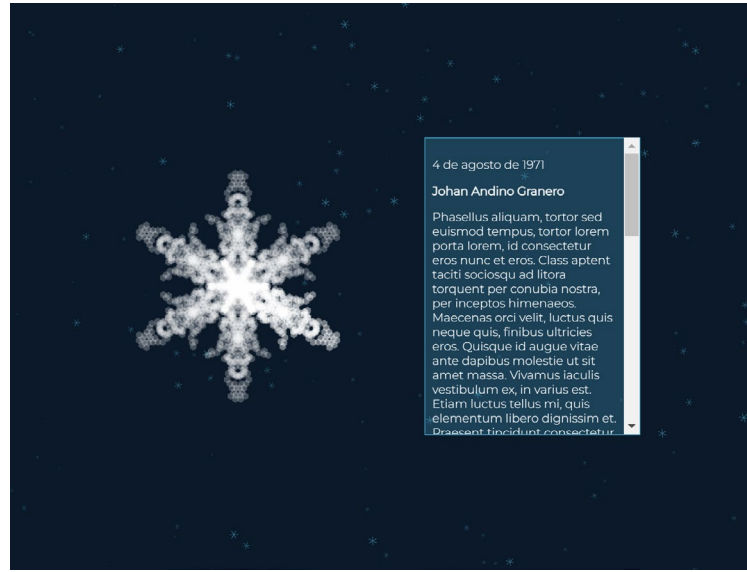 4 de agosto de 1971
Johan Andino Granero
Phasellus aliquam, tortor sed
euismod tempus, tortor lorem
porta lorem, id consectetur
eros nunc et eros. Class aptent
taciti sociosqu ad litora
torquent per conubia nostra,
per inceptos himenaeos.
Maecenas orci velit, luctus quis
neque quis, finibus ultricies
eros. Quisque id augue vitae
ante dapibus molestie ut sit
amet massa. Vivamus iaculis
vestibulum ex, in varius est.
Etiam luctus tellus mi, quis
elementum libero dignissim et.
Praesent tincidunt consectetur